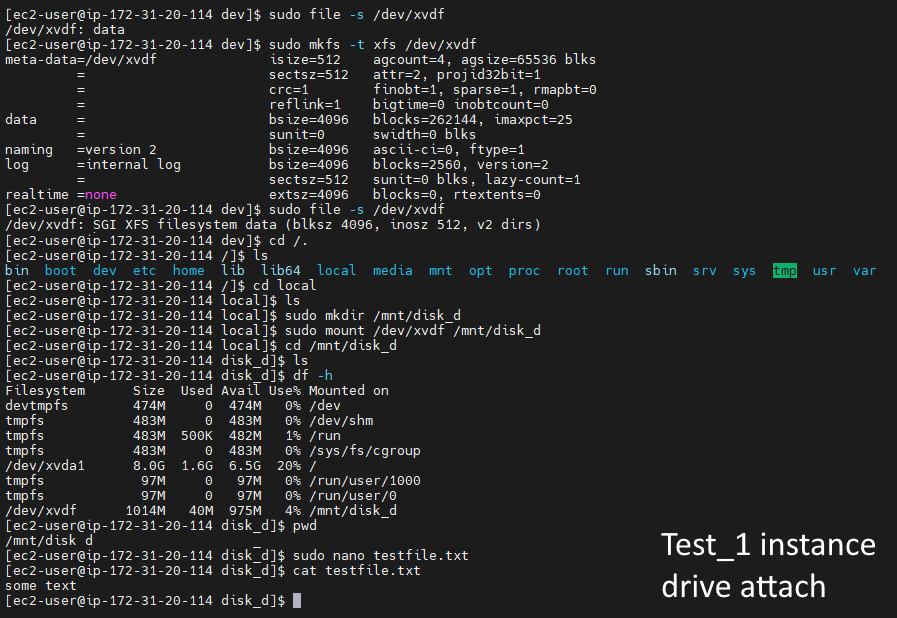 [ec2-user@ip-172-31-20-114 dev]$ sudo file -s /dev/xvdf
/dev/xvdf: data
[ec2-user@ip-172-31-20-114 dev]$ sudo mkfs -t xfs /dev/xvdf
meta-data=/dev/xvdf              isize=512    agcount=4, agsize=65536 blks
         =                       sectsz=512   attr=2, projid32bit=1
         =                       crc=1        finobt=1, sparse=1, rmapbt=0
         =                       reflink=1    bigtime=0 inobtcount=0
data     =                       bsize=4096   blocks=262144, imaxpct=25
         =                       sunit=0      swidth=0 blks
naming   =version 2              bsize=4096   ascii-ci=0, ftype=1
log      =internal log           bsize=4096   blocks=2560, version=2
         =                       sectsz=512   sunit=0 blks, lazy-count=1
realtime =none                   extsz=4096   blocks=0, rtextents=0
[ec2-user@ip-172-31-20-114 dev]$ sudo file -s /dev/xvdf
/dev/xvdf: SGI XFS filesystem data (blksz 4096, inosz 512, v2 dirs)
[ec2-user@ip-172-31-20-114 dev]$ cd /.
[ec2-user@ip-172-31-20-114 /]$ ls
bin  boot  dev  etc  home  lib  lib64  local  media  mnt  opt  proc  root  run  sbin  srv  sys  tmp  usr  var
[ec2-user@ip-172-31-20-114 /]$ cd local
[ec2-user@ip-172-31-20-114 local]$ ls
[ec2-user@ip-172-31-20-114 local]$ sudo mkdir /mnt/disk_d
[ec2-user@ip-172-31-20-114 local]$ sudo mount /dev/xvdf /mnt/disk_d
[ec2-user@ip-172-31-20-114 local]$ cd /mnt/disk_d
[ec2-user@ip-172-31-20-114 disk_d]$ ls
[ec2-user@ip-172-31-20-114 disk_d]$ df -h
Filesystem      Size  Used Avail Use% Mounted on
devtmpfs        474M     0  474M   0% /dev
tmpfs           483M     0  483M   0% /dev/shm
tmpfs           483M  500K  482M   1% /run
tmpfs           483M     0  483M   0% /sys/fs/cgroup
/dev/xvda1      8.0G  1.6G  6.5G  20% /
tmpfs            97M     0   97M   0% /run/user/1000
tmpfs            97M     0   97M   0% /run/user/0
/dev/xvdf      1014M   40M  975M   4% /mnt/disk_d
[ec2-user@ip-172-31-20-114 disk_d]$ pwd
/mnt/disk_d
[ec2-user@ip-172-31-20-114 disk_d]$ sudo nano testfile.txt
[ec2-user@ip-172-31-20-114 disk_d]$ cat testfile.txt
some text
[ec2-user@ip-172-31-20-114 disk_d]$
Test_1 instance
drive attach